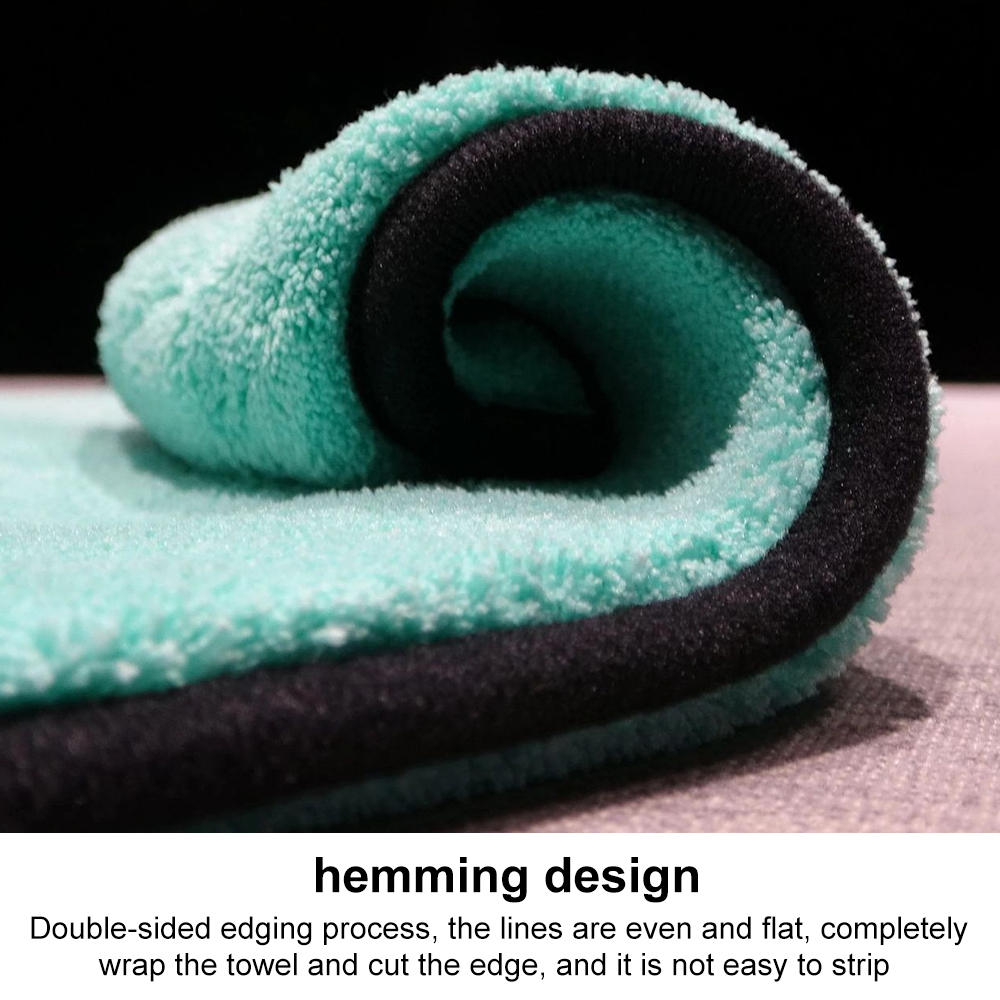 hemming design
Double-sided edging process, the lines are even and flat, completely
wrap the towel and cut the edge, and it is not easy to strip